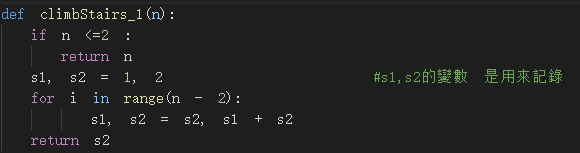 def climbStairs_1(n):
if n <=2 :
return n
s1, s2 = 1, 2 #s1,s2的變數 是用來記錄
for i in range(n - 2):
s1, s2 = s2, s1 + s2
return s2